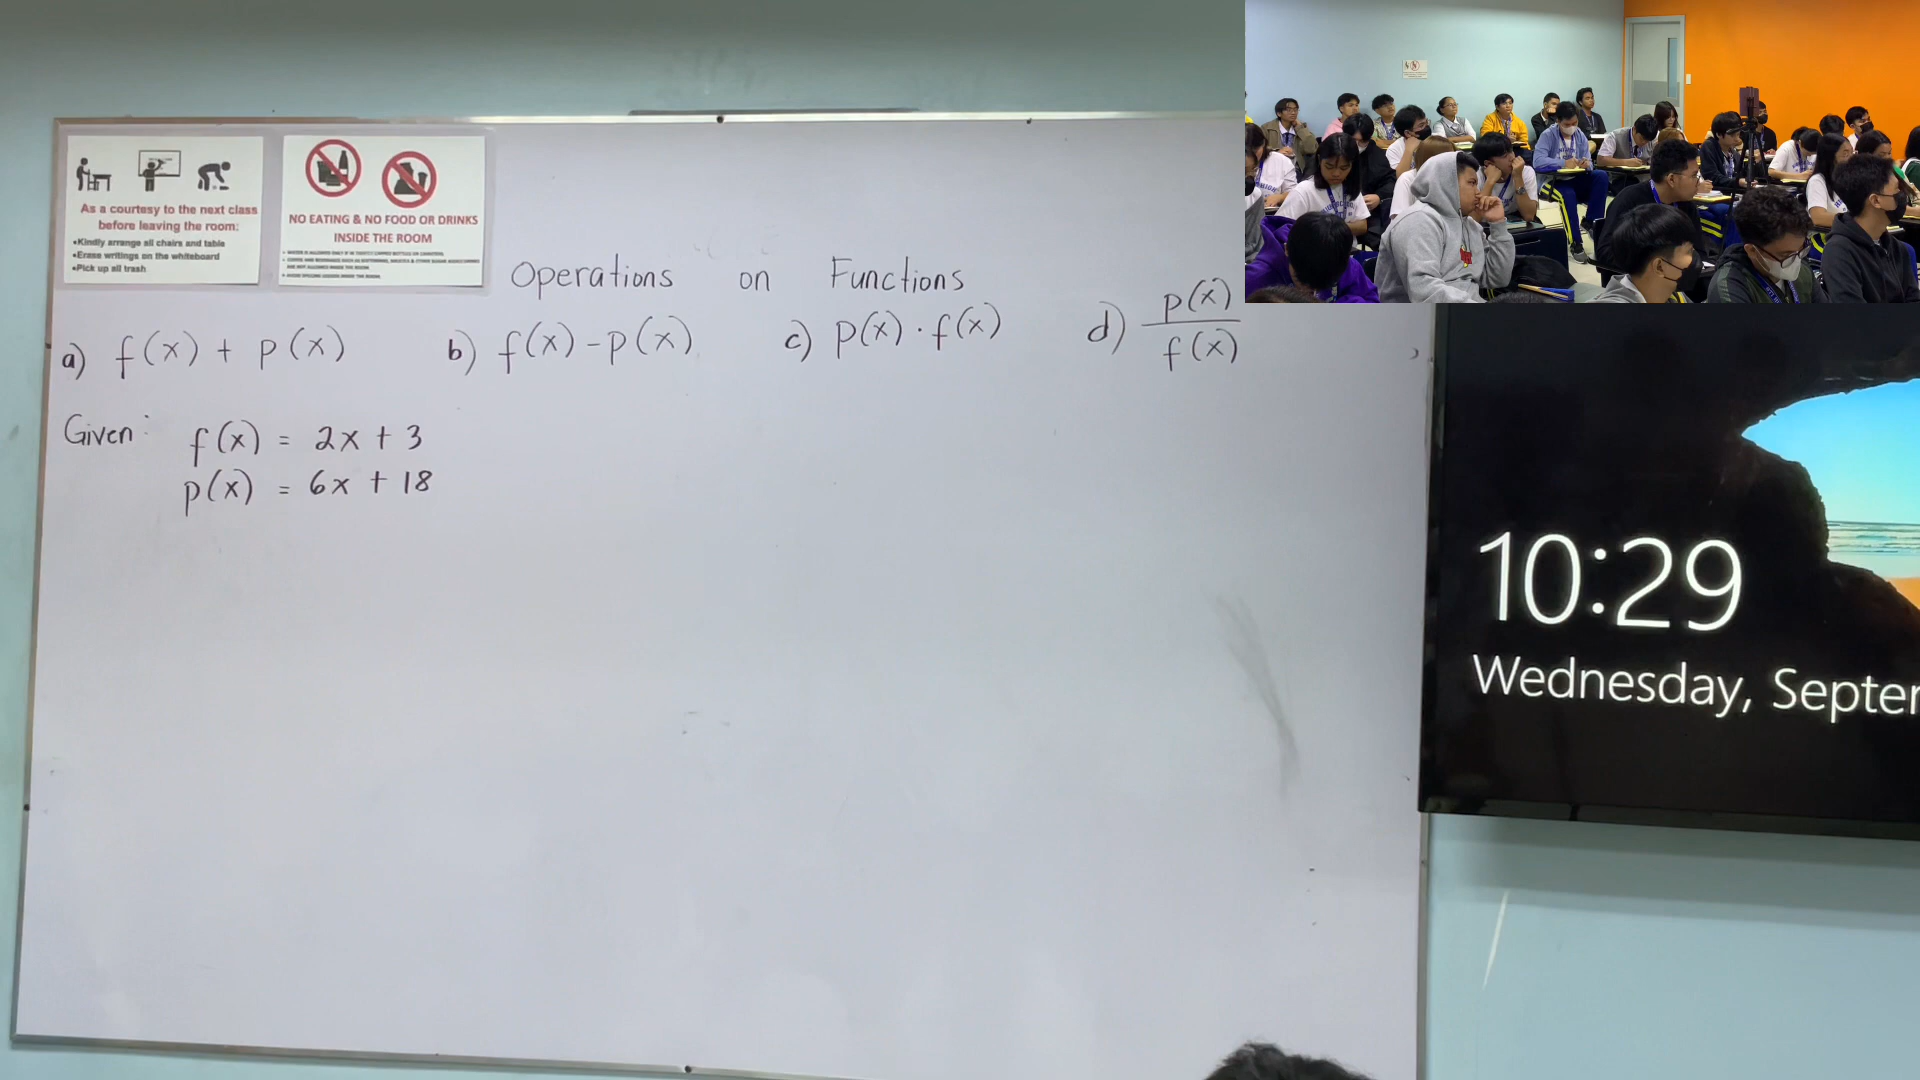 As a courtesy to the next class
before leaving the room:
•Kindly arrange all chairs and table
•Erase writings on the whiteboard
•Pick up all trash
NO EATING & NO FOOD OR DRINKS
INSIDE THE ROOM
Operations on Functions
a) f(x) + p(x)
b) f(x) - p(x)
c) p(x) · f(x)
d) p(x)
f(x)
Given: f(x) = 2x + 3
p(x) = 6x + 18
10:29
Wednesday, Septer